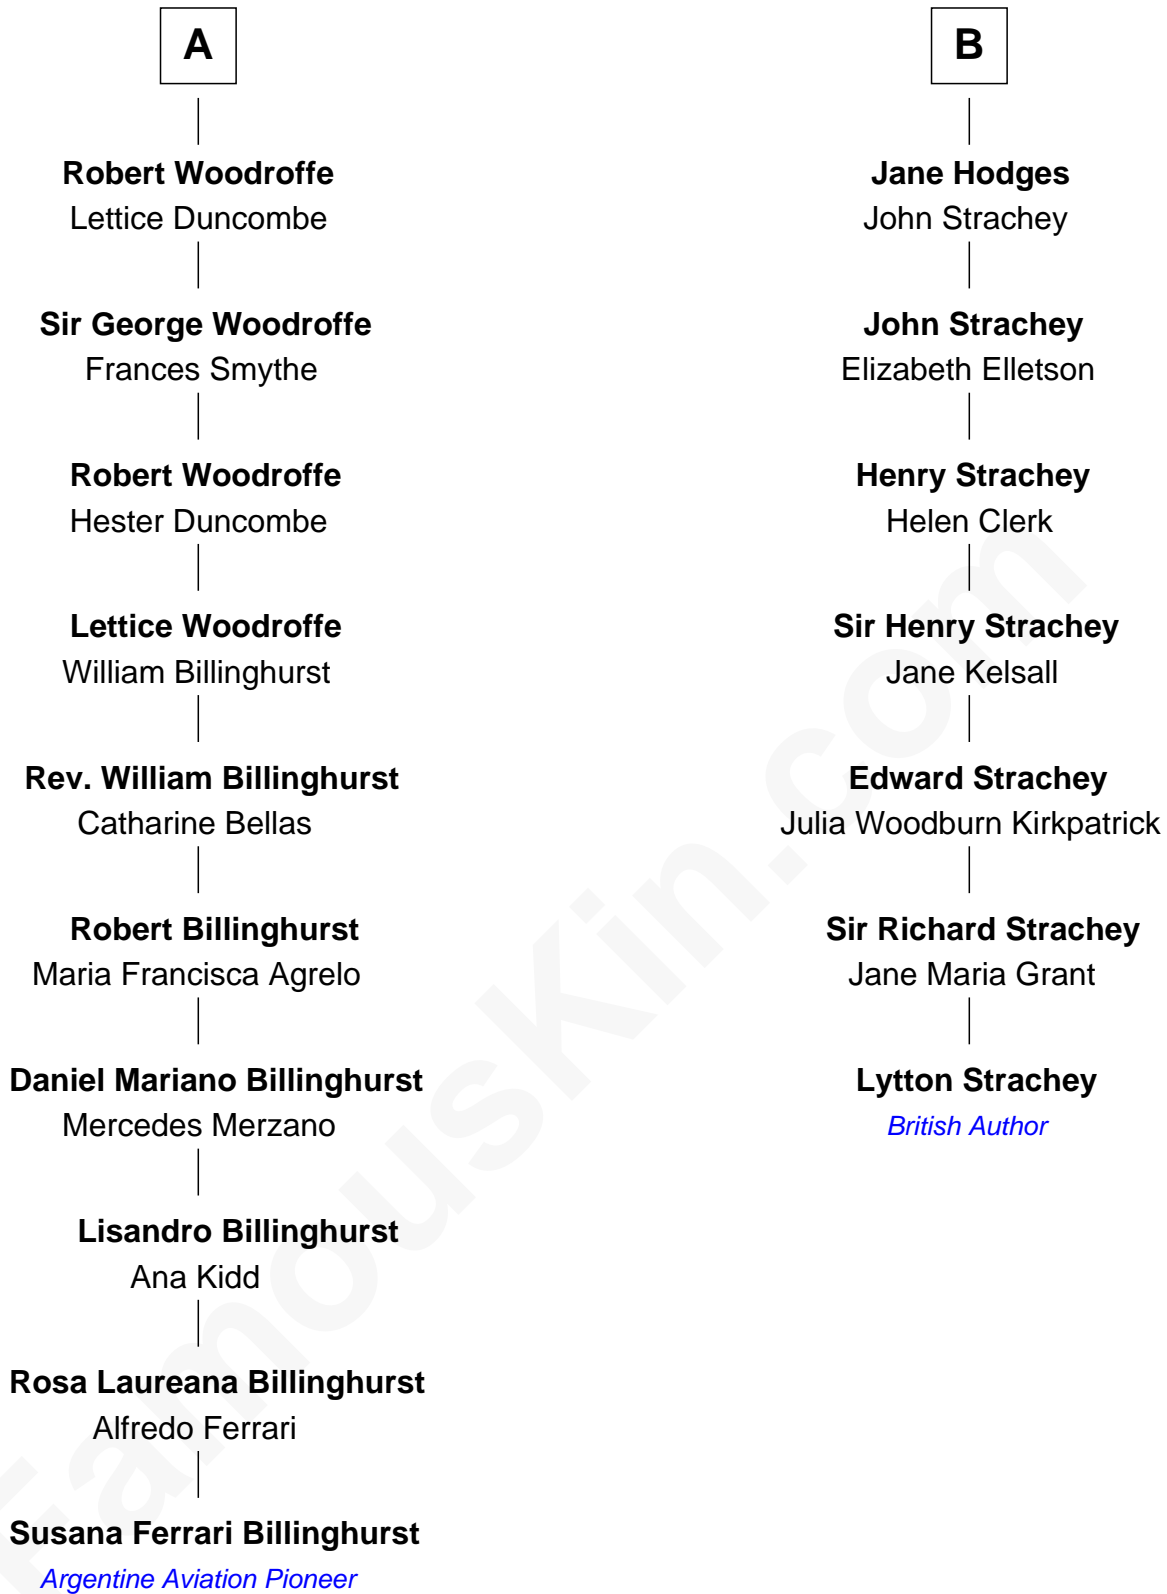 A
Robert Woodroffe
Lettice Duncombe
Sir George Woodroffe
Frances Smythe
Robert Woodroffe
Hester Duncombe
Lettice Woodroffe
William Billinghurst
Rev. William Billinghurst
Catharine Bellas
Robert Billinghurst
Maria Francisca Agrelo
Daniel Mariano Billinghurst
Mercedes Merzano
Lisandro Billinghurst
Ana Kidd
Rosa Laureana Billinghurst
Alfredo Ferrari
Susana Ferrari Billinghurst
Argentine Aviation Pioneer
B
Jane Hodges
John Strachey
John Strachey
Elizabeth Elletson
Henry Strachey
Helen Clerk
Sir Henry Strachey
Jane Kelsall
Edward Strachey
Julia Woodburn Kirkpatrick
Sir Richard Strachey
Jane Maria Grant
Lytton Strachey
British Author
FamousKin.com